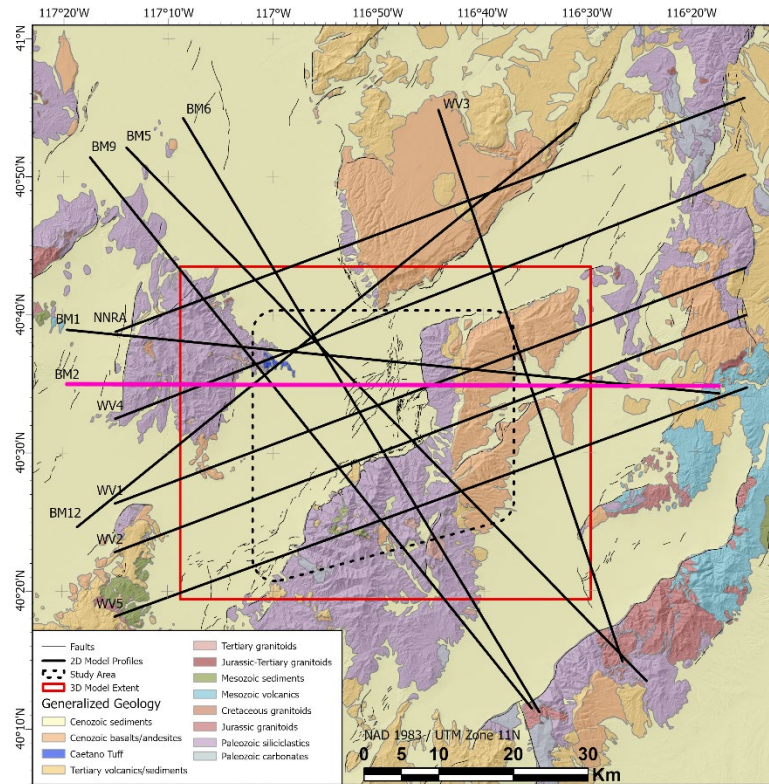 117°20'W 117°10'W 117°0'W 116°50'W 116°40'W 116°30'W 116°20'W
41°N
BM6
WV3
BM5
BM9
40°50'N
40°40'N
BM1
NNRA
BM2
WV4
40°30'N
WV1
BM12
WV2
40°20'N
WV5
40°10'N
Faults
2D Model Profiles
Study Area
3D Model Extent
Generalized Geology
Cenozoic sediments
Cenozoic basalts/andesites
Caetano Tuff
Tertiary volcanics/sediments
Tertiary granitoids
Jurassic-Tertiary granitoids
Mesozoic sediments
Mesozoic volcanics
Cretaceous granitoids
Jurassic granitoids
Paleozoic siliciclastics
Paleozoic carbonates
NAD 1983 / UTM Zone 11N
0 5 10 20 30
Km